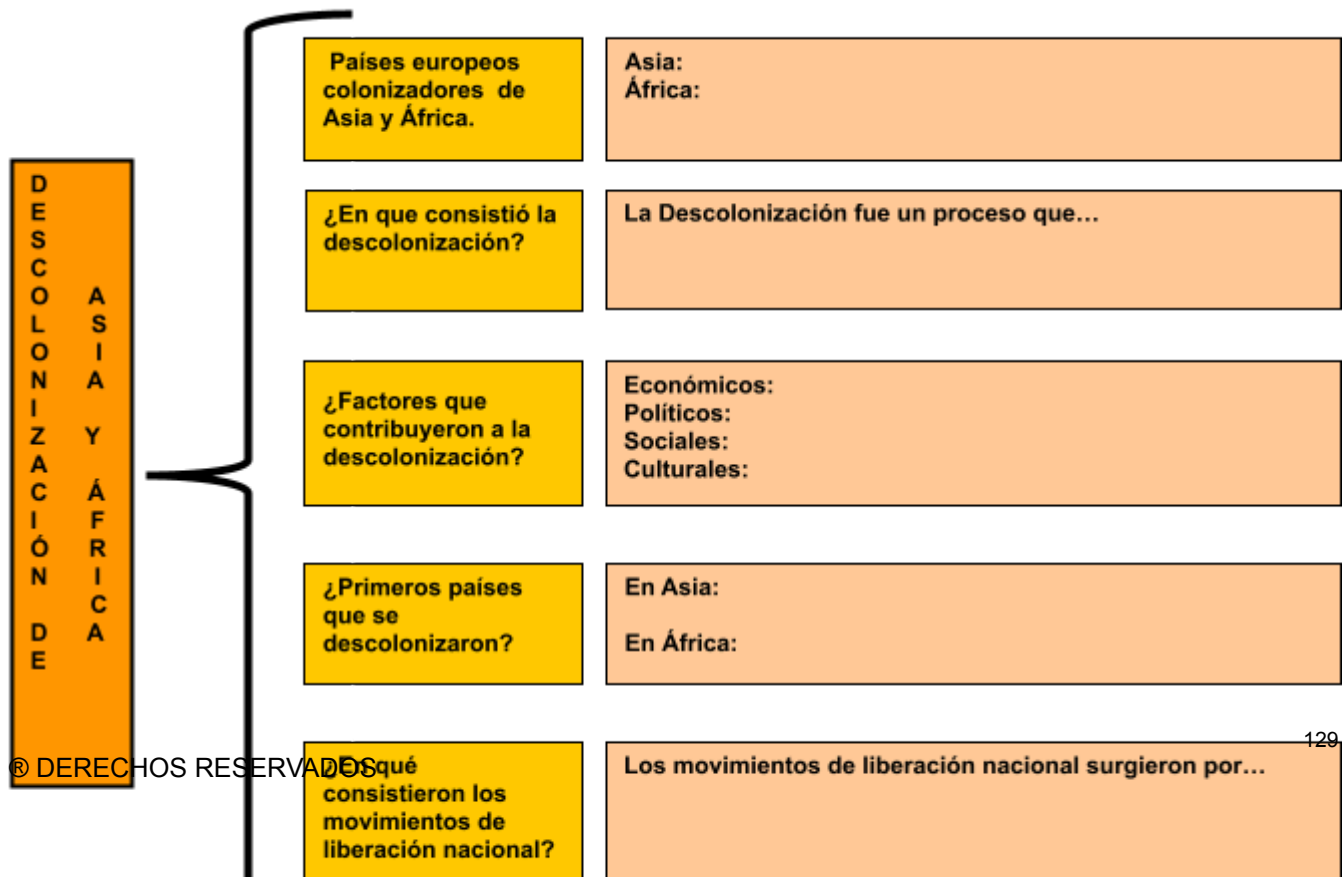 DESCOLONIZACIÓN DE
ASIA Y ÁFRICA
Países europeos
colonizadores de
Asia y África.
Asia:
África:
¿En que consistió la
descolonización?
La Descolonización fue un proceso que…
¿Factores que
contribuyeron a la
descolonización?
Económicos:
Políticos:
Sociales:
Culturales:
¿Primeros países
que se
descolonizaron?
En Asia:
En África:
¿En qué
consistieron los
movimientos de
liberación nacional?
Los movimientos de liberación nacional surgieron por…
® DERECHOS RESERVADOS
129